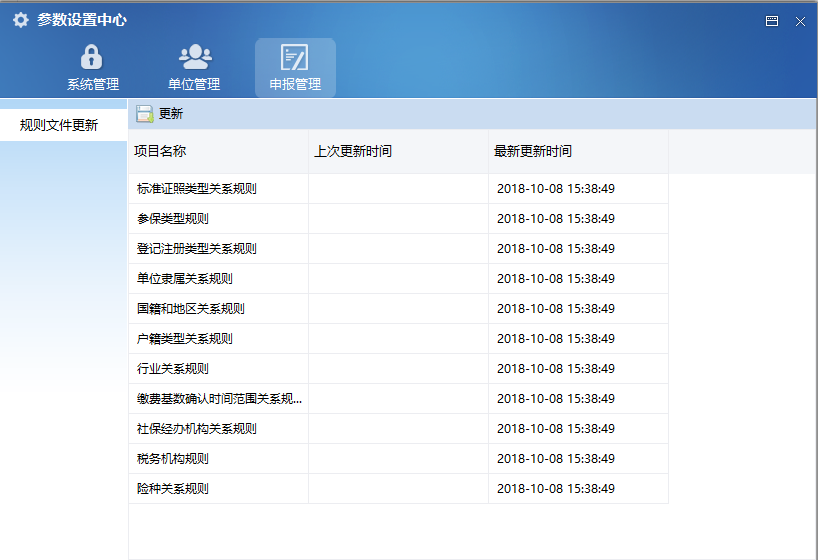 参数设置中心
系统管理 单位管理 申报管理
规则文件更新
更新
项目名称 上次更新时间 最新更新时间
标准证照类型关系规则 2018-10-08 15:38:49
参保类型规则 2018-10-08 15:38:49
登记注册类型关系规则 2018-10-08 15:38:49
单位隶属关系规则 2018-10-08 15:38:49
国籍和地区关系规则 2018-10-08 15:38:49
户籍类型关系规则 2018-10-08 15:38:49
行业关系规则 2018-10-08 15:38:49
缴费基数确认时间范围关系规... 2018-10-08 15:38:49
社保经办机构关系规则 2018-10-08 15:38:49
税务机构规则 2018-10-08 15:38:49
险种关系规则 2018-10-08 15:38:49